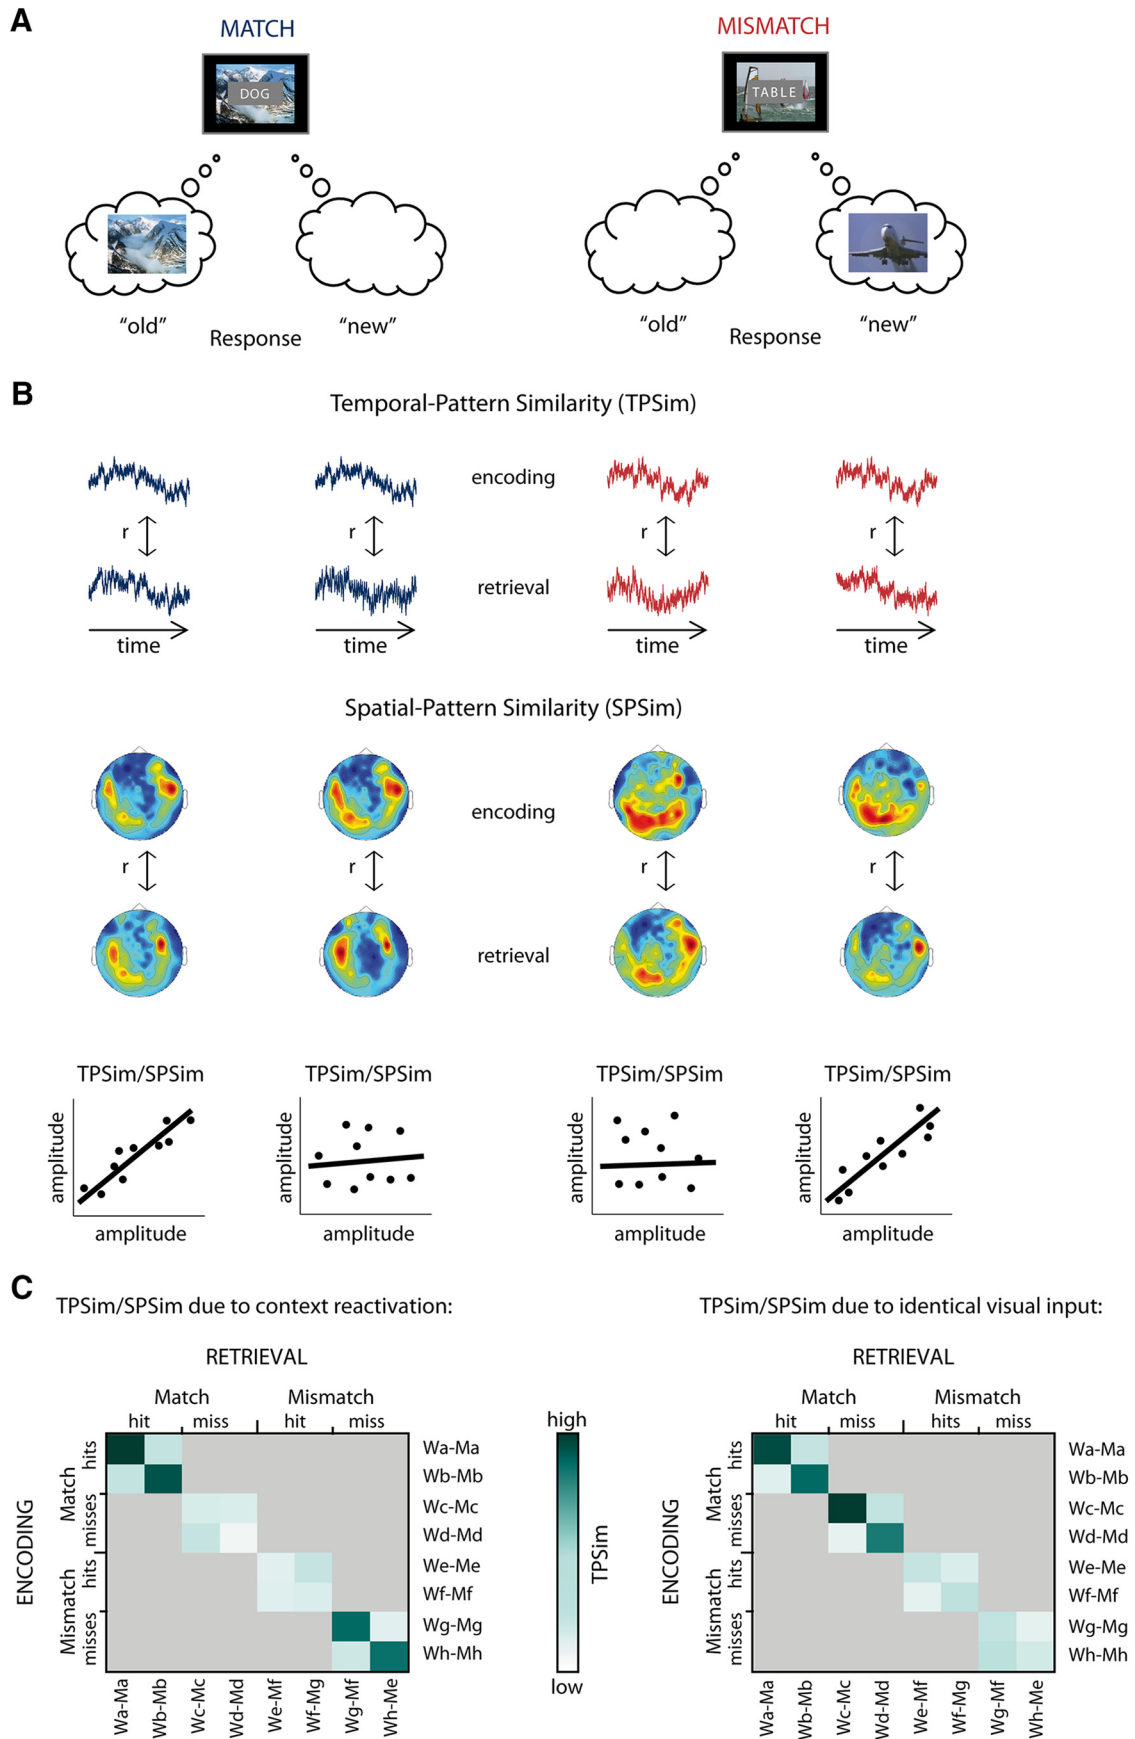 A
MATCH
MISMATCH
DOG
TABLE
“old”
Response
“new”
“old”
Response
“new”
B
Temporal-Pattern Similarity (TPSim)
encoding
r
r
r
r
retrieval
time
time
time
time
Spatial-Pattern Similarity (SPSim)
encoding
r
r
r
r
retrieval
TPSim/SPSim
TPSim/SPSim
TPSim/SPSim
TPSim/SPSim
amplitude
amplitude
amplitude
amplitude
amplitude
amplitude
amplitude
amplitude
C
TPSim/SPSim due to context reactivation:
RETRIEVAL
Match
Mismatch
hit
miss
hit
miss
ENCODING
Match
hits
misses
Mismatch
hits
misses
Wa-Ma
Wb-Mb
Wc-Mc
Wd-Md
We-Me
Wf-Mf
Wg-Mg
Wh-Mh
Wa-Ma
Wb-Mb
Wc-Mc
Wd-Md
We-Mf
Wf-Mg
Wg-Mf
Wh-Me
high
TPSim
low
TPSim/SPSim due to identical visual input:
RETRIEVAL
Match
Mismatch
hit
miss
hits
miss
ENCODING
Match
hits
misses
Mismatch
hits
misses
Wa-Ma
Wb-Mb
Wc-Mc
Wd-Md
We-Me
Wf-Mf
Wg-Mg
Wh-Mh
Wa-Ma
Wb-Mb
Wc-Mc
Wd-Md
We-Mf
Wf-Mg
Wg-Mf
Wh-Me